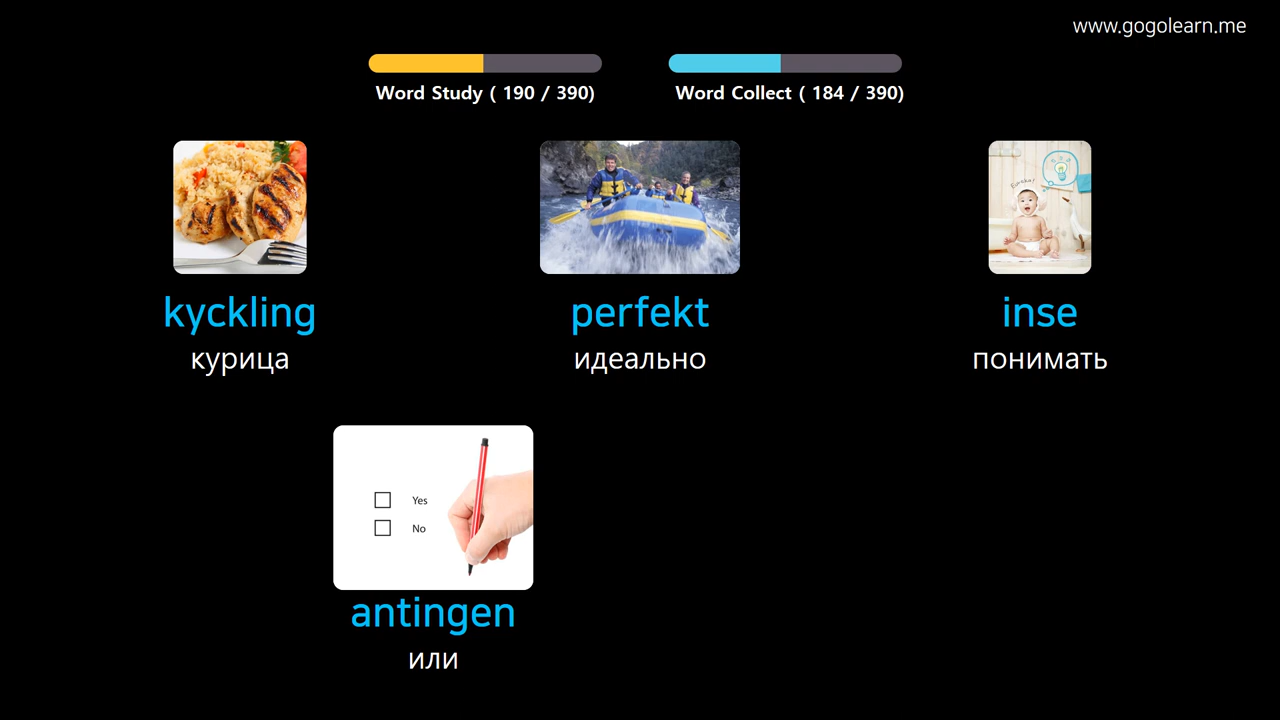 www.gogolearn.me
Word Study ( 190 / 390)
Word Collect ( 184 / 390)
kyckling
курица
perfekt
идеально
inse
понимать
Yes
No
antingen
или